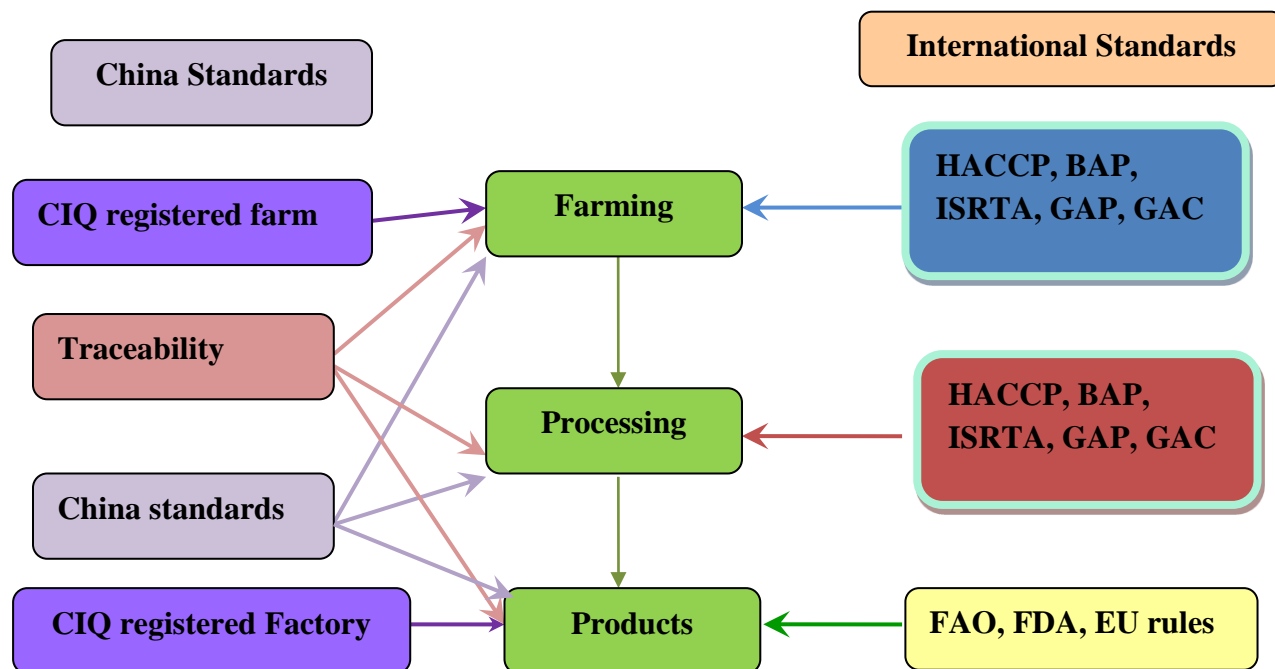 China Standards
International Standards
CIQ registered farm
Farming
HACCP, BAP,
ISRTA, GAP, GAC
Traceability
Processing
HACCP, BAP,
ISRTA, GAP, GAC
China standards
CIQ registered Factory
Products
FAO, FDA, EU rules